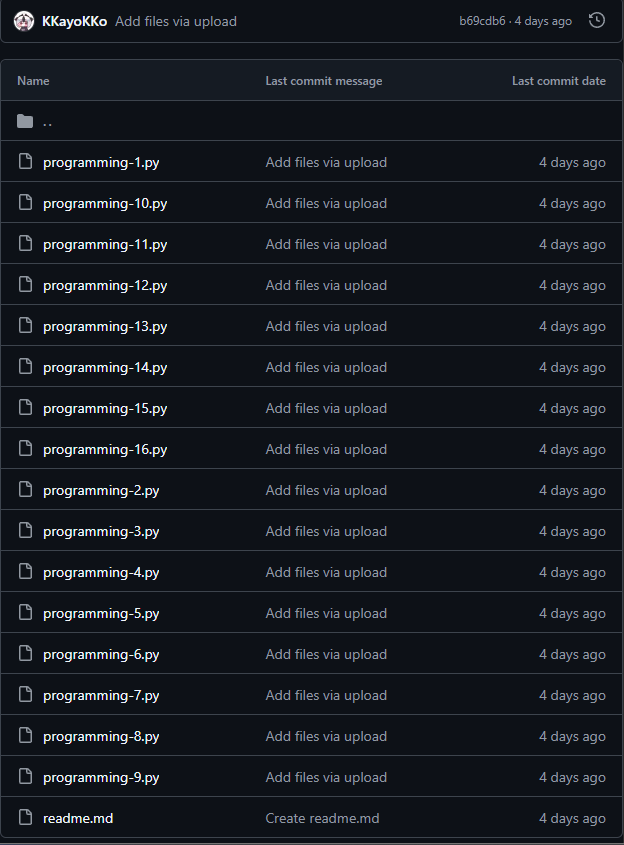 KKayoKKo Add files via upload b69cdb6 · 4 days ago
Name Last commit message Last commit date
..
programming-1.py Add files via upload 4 days ago
programming-10.py Add files via upload 4 days ago
programming-11.py Add files via upload 4 days ago
programming-12.py Add files via upload 4 days ago
programming-13.py Add files via upload 4 days ago
programming-14.py Add files via upload 4 days ago
programming-15.py Add files via upload 4 days ago
programming-16.py Add files via upload 4 days ago
programming-2.py Add files via upload 4 days ago
programming-3.py Add files via upload 4 days ago
programming-4.py Add files via upload 4 days ago
programming-5.py Add files via upload 4 days ago
programming-6.py Add files via upload 4 days ago
programming-7.py Add files via upload 4 days ago
programming-8.py Add files via upload 4 days ago
programming-9.py Add files via upload 4 days ago
readme.md Create readme.md 4 days ago